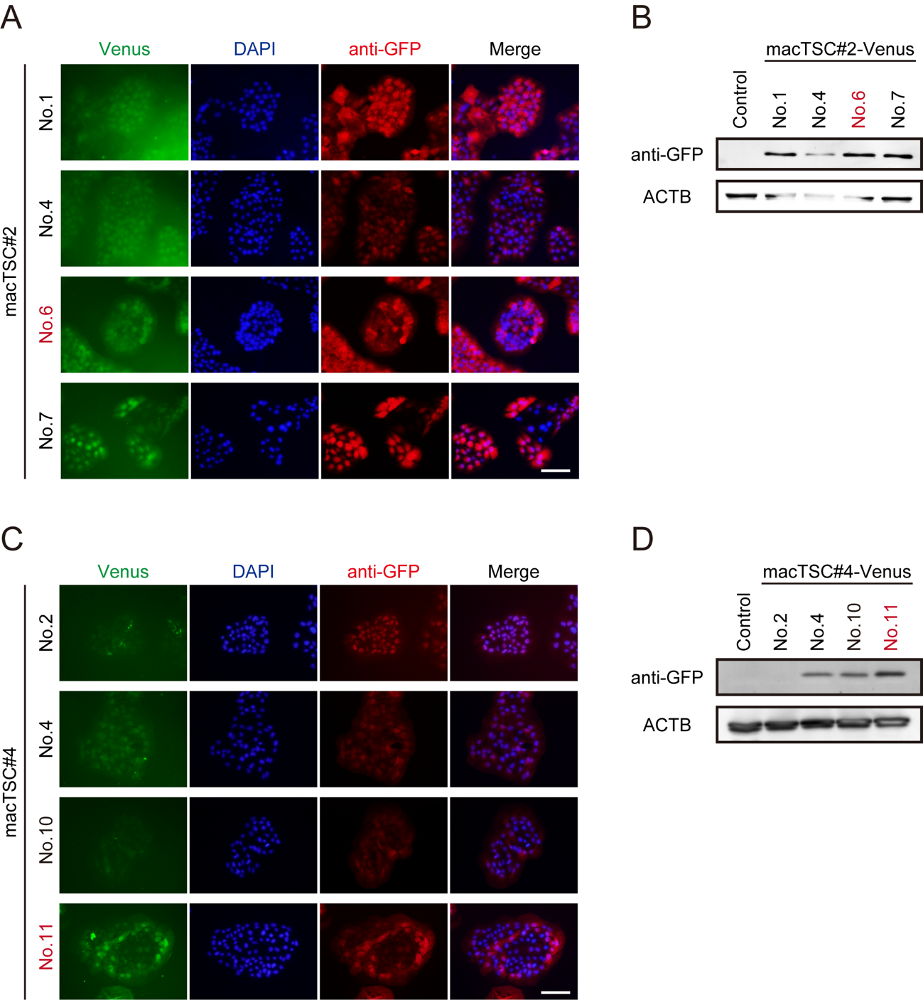 A
Venus DAPI anti-GFP Merge
macTSC#2
No.1
No.4
No.6
No.7
B
macTSC#2-Venus
Control No.1 No.4 No.6 No.7
anti-GFP
ACTB
C
Venus DAPI anti-GFP Merge
macTSC#4
No.2
No.4
No.10
No.11
D
macTSC#4-Venus
Control No.2 No.4 No.10 No.11
anti-GFP
ACTB